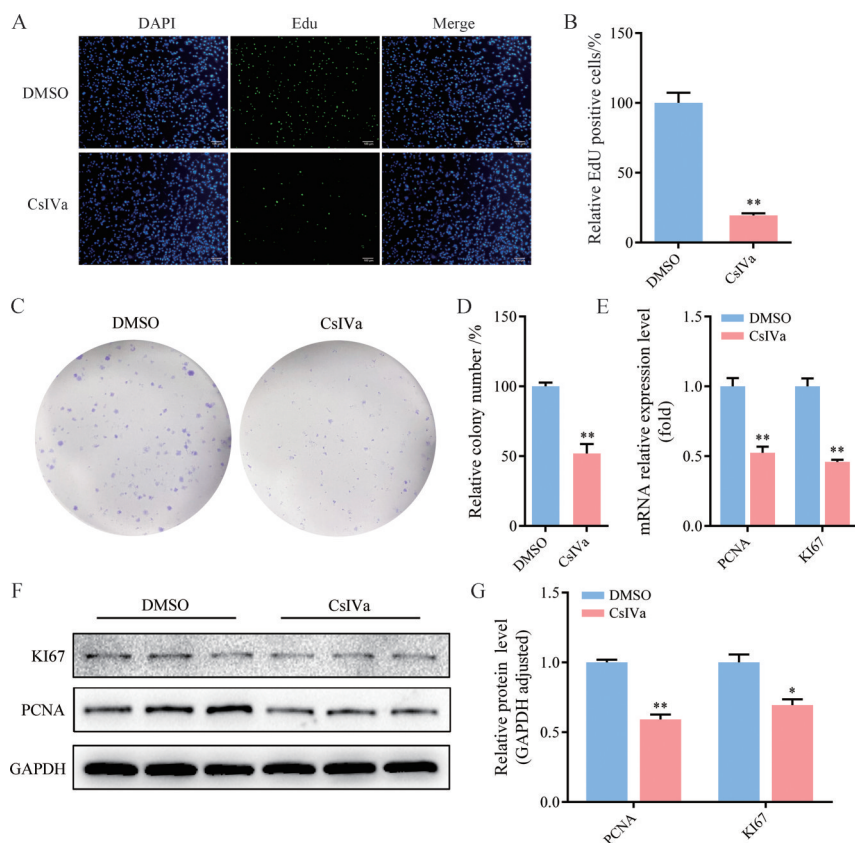 A
DAPI
Edu
Merge
DMSO
CsIVa
B
Relative EdU positive cells/%
150
100
50
0
**
DMSO
CsIVa
C
DMSO
CsIVa
D
Relative colony number /%
150
100
50
0
**
DMSO
CsIVa
E
mRNA relative expression level
(fold)
DMSO
CsIVa
1.5
1.0
0.5
0.0
**
**
PCNA
KI67
F
DMSO
CsIVa
KI67
PCNA
GAPDH
G
Relative protein level
(GAPDH adjusted)
DMSO
CsIVa
1.5
1.0
0.5
0.0
**
*
PCNA
KI67